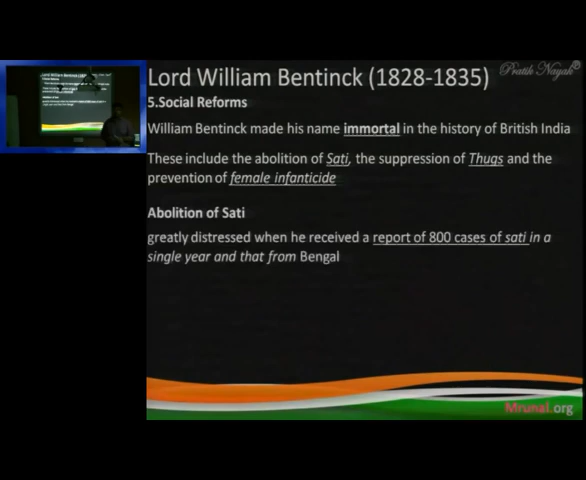 Lord William Bentinck (1828-1835)
Pratik Nayak
5.Social Reforms
William Bentinck made his name immortal in the history of British India
These include the abolition of Sati, the suppression of Thugs and the
prevention of female infanticide
Abolition of Sati
greatly distressed when he received a report of 800 cases of sati in a
single year and that from Bengal
Mrunal.org